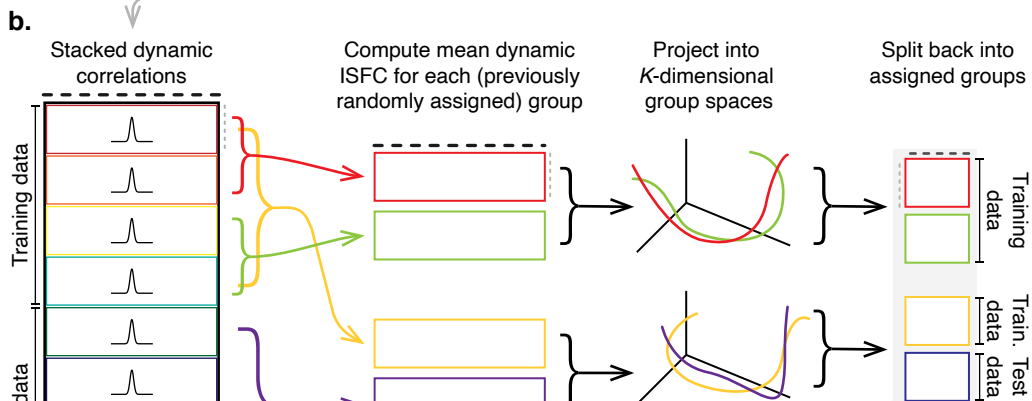 b.
Stacked dynamic
correlations
Compute mean dynamic
ISFC for each (previously
randomly assigned) group
Project into
K-dimensional
group spaces
Split back into
assigned groups
Training data
data
Training
data
Train.
data
Test
data